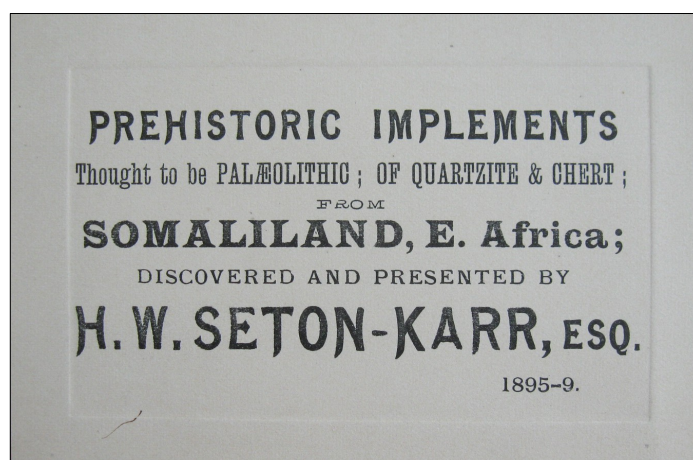 PREHISTORIC IMPLEMENTS
Thought to be PALÆOLITHIC; OF QUARTZITE & CHERT;
FROM
SOMALILAND, E. Africa;
DISCOVERED AND PRESENTED BY
H. W. SETON-KARR, ESQ.
1895-9.